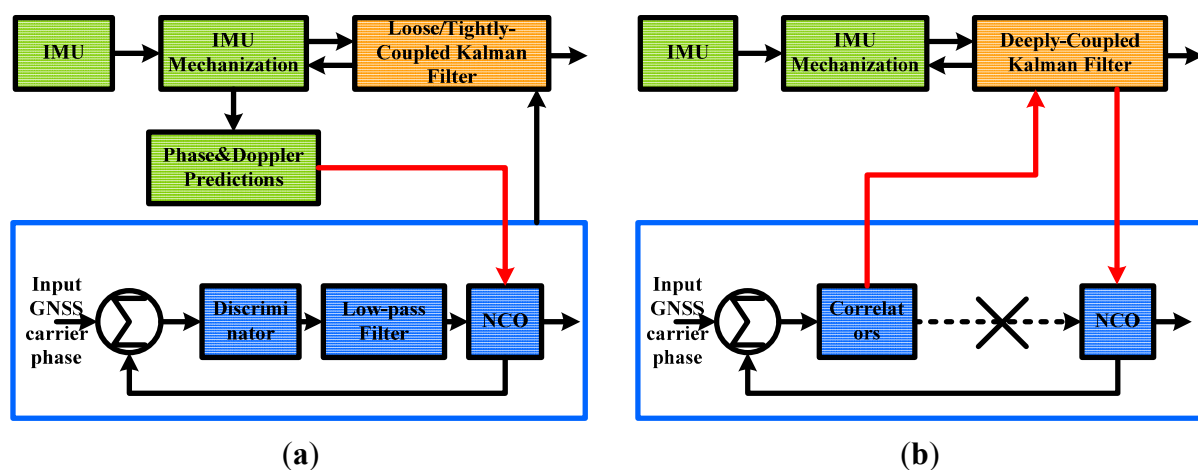 IMU
IMU
Mechanization
Loose/Tightly-
Coupled Kalman
Filter
Phase&Doppler
Predictions
Input
GNSS
carrier
phase
Discrimi
nator
Low-pass
Filter
NCO
(a)
IMU
IMU
Mechanization
Deeply-Coupled
Kalman Filter
Input
GNSS
carrier
phase
Correlat
ors
NCO
(b)